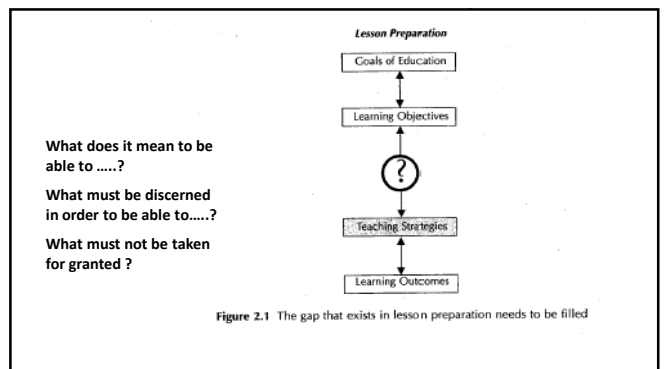 Lesson Preparation
Goals of Education
Learning Objectives
What does it mean to be
able to .....?
?
What must be discerned
in order to be able to.....?
Teaching Strategies
What must not be taken
for granted ?
Learning Outcomes
Figure 2.1 The gap that exists in lesson preparation needs to be filled